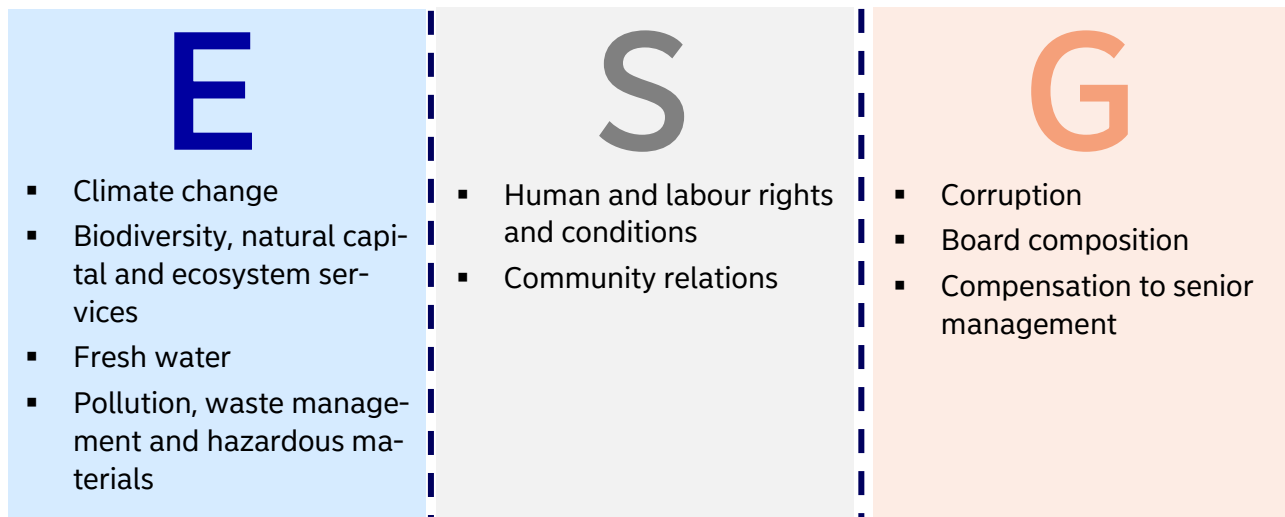 E
Climate change
Biodiversity, natural capi-
tal and ecosystem ser-
vices
Fresh water
Pollution, waste manage-
ment and hazardous ma-
terials
S
Human and labour rights
and conditions
Community relations
G
Corruption
Board composition
Compensation to senior
management